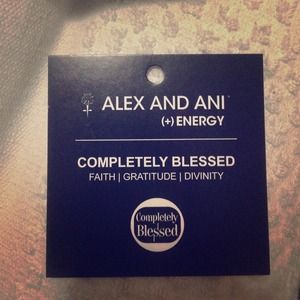 ALEX AND ANI
(+) ENERGY
COMPLETELY BLESSED
FAITH | GRATITUDE | DIVINITY
Completely
Blessed